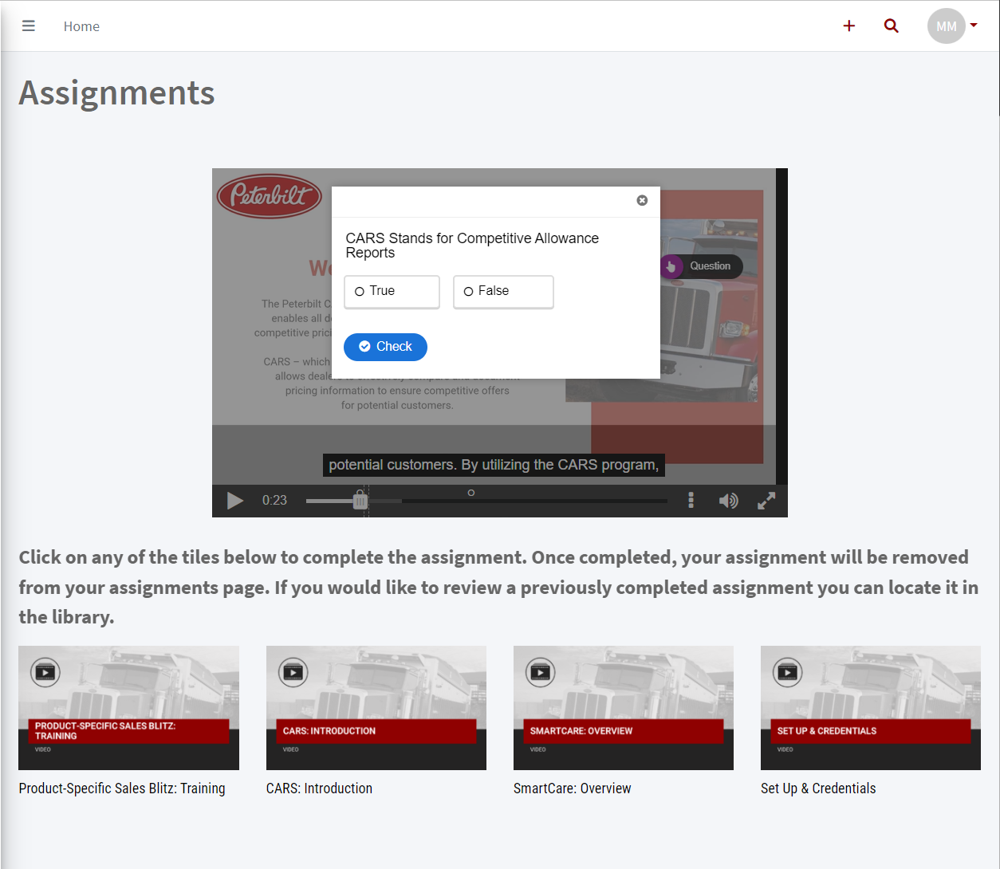 Home
MM
Assignments
Peterbilt
CARS Stands for Competitive Allowance
Reports
True
False
Check
Question
We
The Peterbilt C
enables all d
competitive pric
CARS – which
allows deale
pricing information to ensure competitive offers
for potential customers.
potential customers. By utilizing the CARS program,
0:23
Click on any of the tiles below to complete the assignment. Once completed, your assignment will be removed
from your assignments page. If you would like to review a previously completed assignment you can locate it in
the library.
PRODUCT-SPECIFIC SALES BLITZ:
TRAINING
VIDEO
CARS: INTRODUCTION
VIDEO
SMARTCARE: OVERVIEW
VIDEO
SET UP & CREDENTIALS
VIDEO
Product-Specific Sales Blitz: Training
CARS: Introduction
SmartCare: Overview
Set Up & Credentials